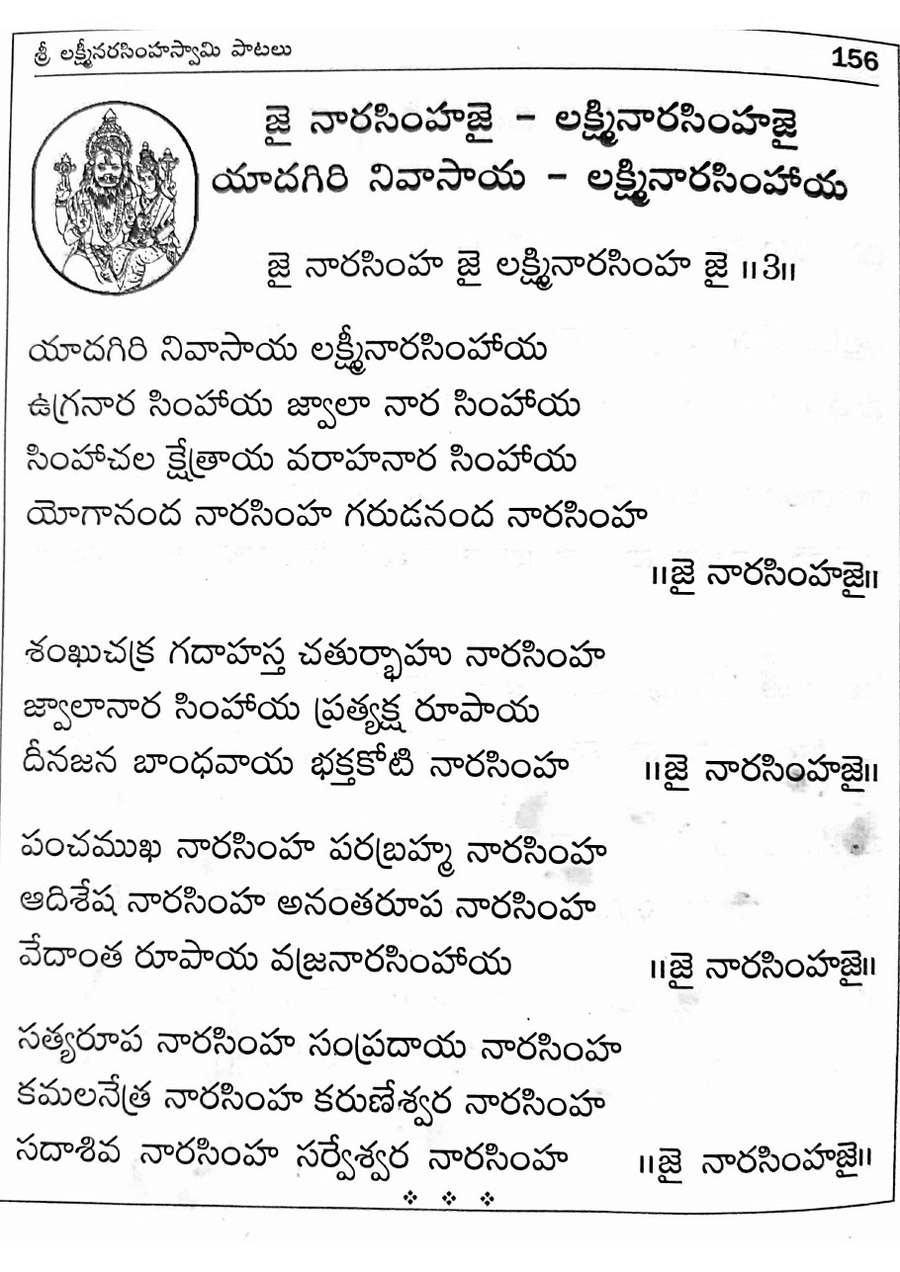 శ్రీ లక్ష్మీనరసింహస్వామి పాటలు 156
జై నారసింహజై - లక్ష్మినారసింహజై
యాదగిరి నివాసాయ - లక్ష్మినారసింహాయ
జై నారసింహ జై లక్ష్మినారసింహ జై ॥3॥
యాదగిరి నివాసాయ లక్ష్మీనారసింహాయ
ఉగ్రనార సింహాయ జ్వాలా నార సింహాయ
సింహాచల క్షేత్రాయ వరాహనార సింహాయ
యోగానంద నారసింహ గరుడనంద నారసింహ
॥జై నారసింహజై॥
శంఖుచక్ర గదాహస్త చతుర్భాహు నారసింహ
జ్వాలానార సింహాయ ప్రత్యక్ష రూపాయ
దీనజన బాంధవాయ భక్తకోటి నారసింహ ॥జై నారసింహజై॥
పంచముఖ నారసింహ పరబ్రహ్మ నారసింహ
ఆదిశేష నారసింహ అనంతరూప నారసింహ
వేదాంత రూపాయ వజ్రనారసింహాయ ॥జై నారసింహజై॥
సత్యరూప నారసింహ సంప్రదాయ నారసింహ
కమలనేత్ర నారసింహ కరుణేశ్వర నారసింహ
సదాశివ నారసింహ సర్వేశ్వర నారసింహ ॥జై నారసింహజై॥